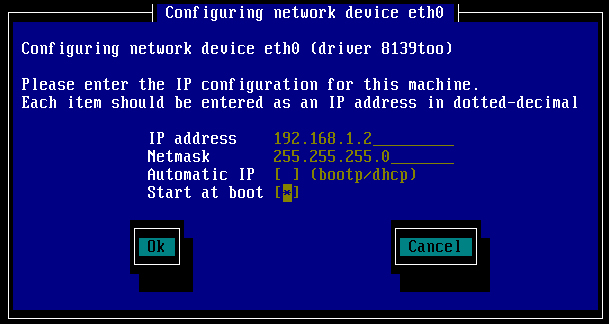 Configuring network device eth0
Configuring network device eth0 (driver 8139too)
Please enter the IP configuration for this machine.
Each item should be entered as an IP address in dotted-decimal
IP address 192.168.1.2_________
Netmask 255.255.255.0_______
Automatic IP [ ] (bootp/dhcp)
Start at boot [*]
Ok Cancel